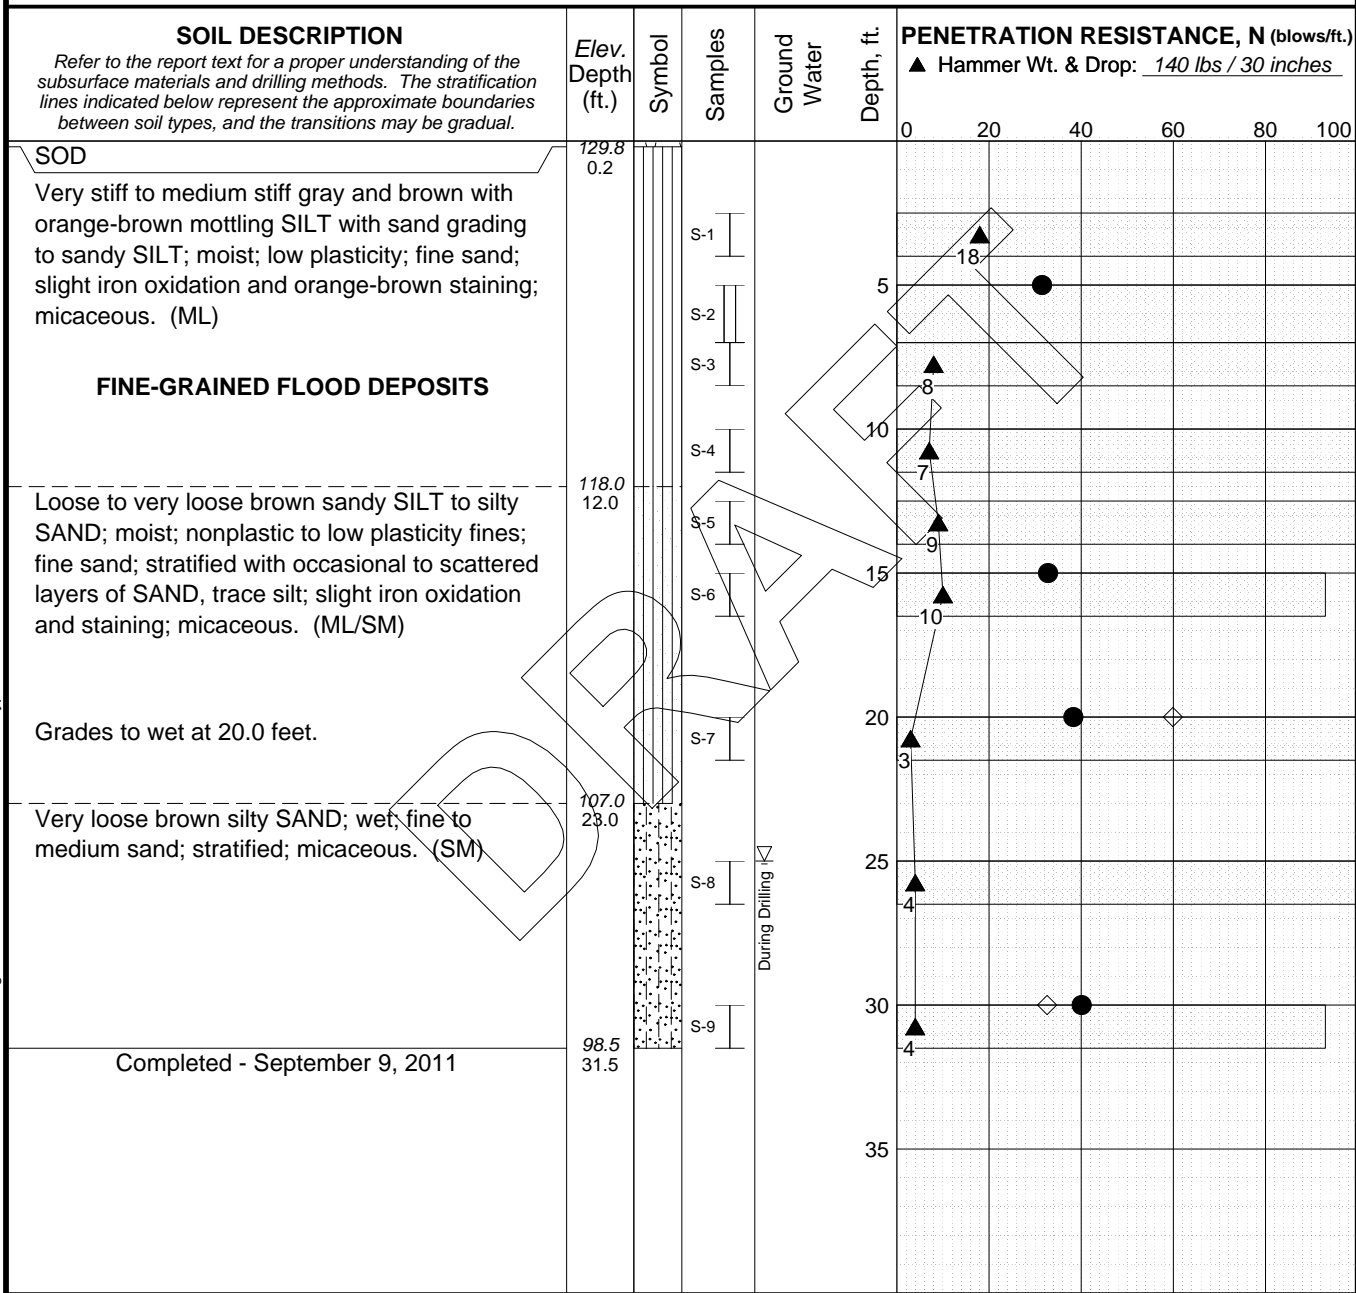 SOIL DESCRIPTION
Refer to the report text for a proper understanding of the
subsurface materials and drilling methods. The stratification
lines indicated below represent the approximate boundaries
between soil types, and the transitions may be gradual.
Elev.
Depth
(ft.)
Symbol
Samples
Ground
Water
Depth, ft.
PENETRATION RESISTANCE, N (blows/ft.)
▲ Hammer Wt. & Drop: 140 lbs / 30 inches
0 20 40 60 80 100
SOD
129.8
0.2
Very stiff to medium stiff gray and brown with
orange-brown mottling SILT with sand grading
to sandy SILT; moist; low plasticity; fine sand;
slight iron oxidation and orange-brown staining;
micaceous. (ML)
FINE-GRAINED FLOOD DEPOSITS
118.0
12.0
Loose to very loose brown sandy SILT to silty
SAND; moist; nonplastic to low plasticity fines;
fine sand; stratified with occasional to scattered
layers of SAND, trace silt; slight iron oxidation
and staining; micaceous. (ML/SM)
Grades to wet at 20.0 feet.
107.0
23.0
Very loose brown silty SAND; wet; fine to
medium sand; stratified; micaceous. (SM)
98.5
31.5
Completed - September 9, 2011
S-1
S-2
S-3
S-4
S-5
S-6
S-7
S-8
S-9
During Drilling
5
10
15
20
25
30
35
18
8
7
9
10
3
4
4
DRAFT